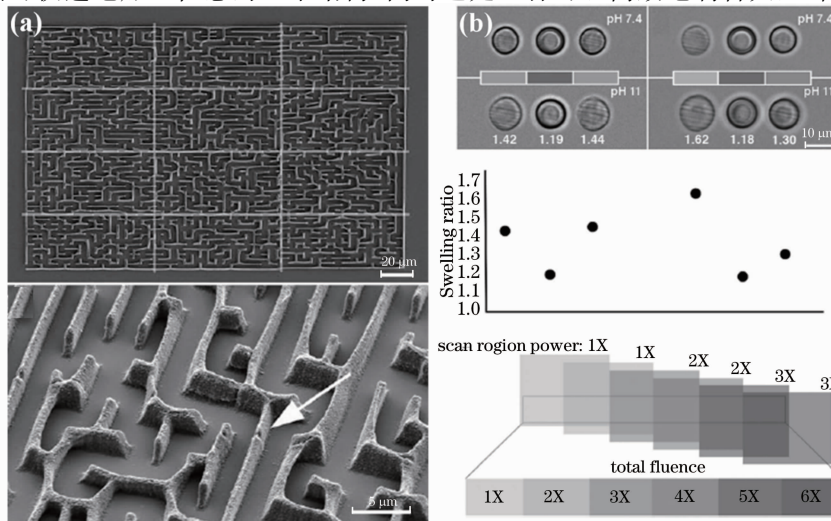 (a)
20 μm
5 μm
(b)
pH 7.4
pH 7.4
pH 11
pH 11
1.42 1.19 1.44
1.62 1.18 1.30
10 μm
Swelling ratio
1.7
1.6
1.5
1.4
1.3
1.2
1.1
1.0
scan rogion power: 1X 1X 2X 2X 3X
total fluence
1X 2X 3X 4X 5X 6X